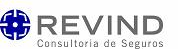 REVIND
Consultoria de Seguros